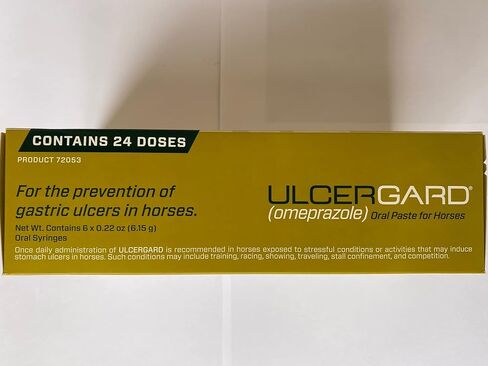 CONTAINS 24 DOSES
PRODUCT 72053
For the prevention of
gastric ulcers in horses.
Net Wt. Contains 6 x 0.22 oz (6.15 g)
Oral Syringes
ULCERGARD®
(omeprazole) Oral Paste for Horses
Once daily administration of ULCERGARD is recommended in horses exposed to stressful conditions or activities that may induce
stomach ulcers in horses. Such conditions may include training, racing, showing, traveling, stall confinement, and competition.